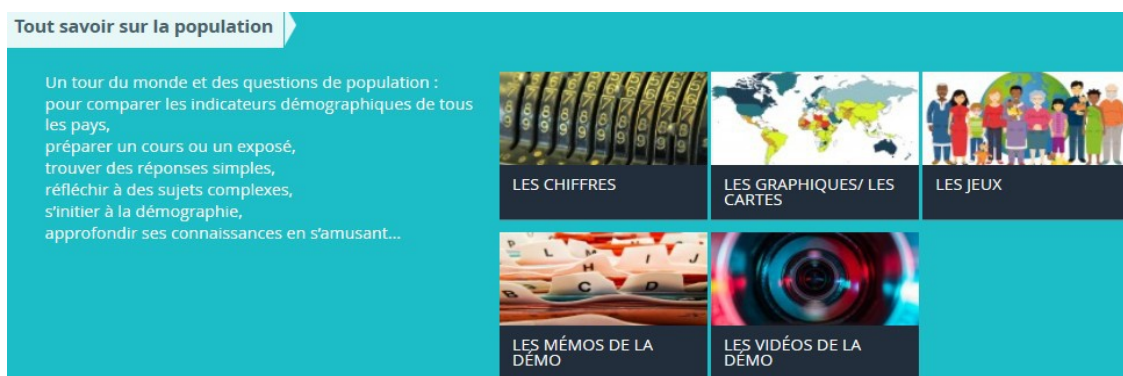 Tout savoir sur la population
Un tour du monde et des questions de population :
pour comparer les indicateurs démographiques de tous
les pays,
préparer un cours ou un exposé,
trouver des réponses simples,
réfléchir à des sujets complexes,
s'initier à la démographie,
approfondir ses connaissances en s'amusant...
LES CHIFFRES
LES GRAPHIQUES/ LES
CARTES
LES JEUX
LES MÉMOS DE LA
DÉMO
LES VIDÉOS DE LA
DÉMO